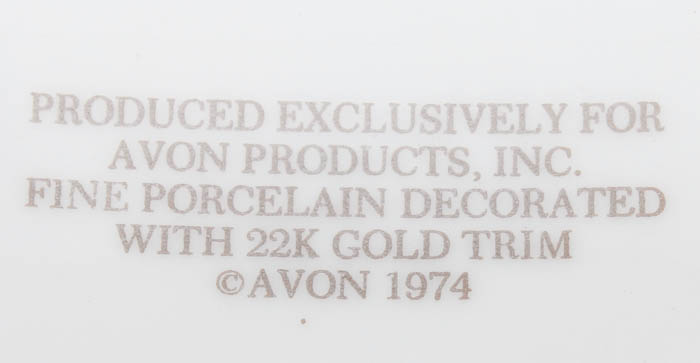 PRODUCED EXCLUSIVELY FOR
AVON PRODUCTS, INC.
FINE PORCELAIN DECORATED
WITH 22K GOLD TRIM
©AVON 1974